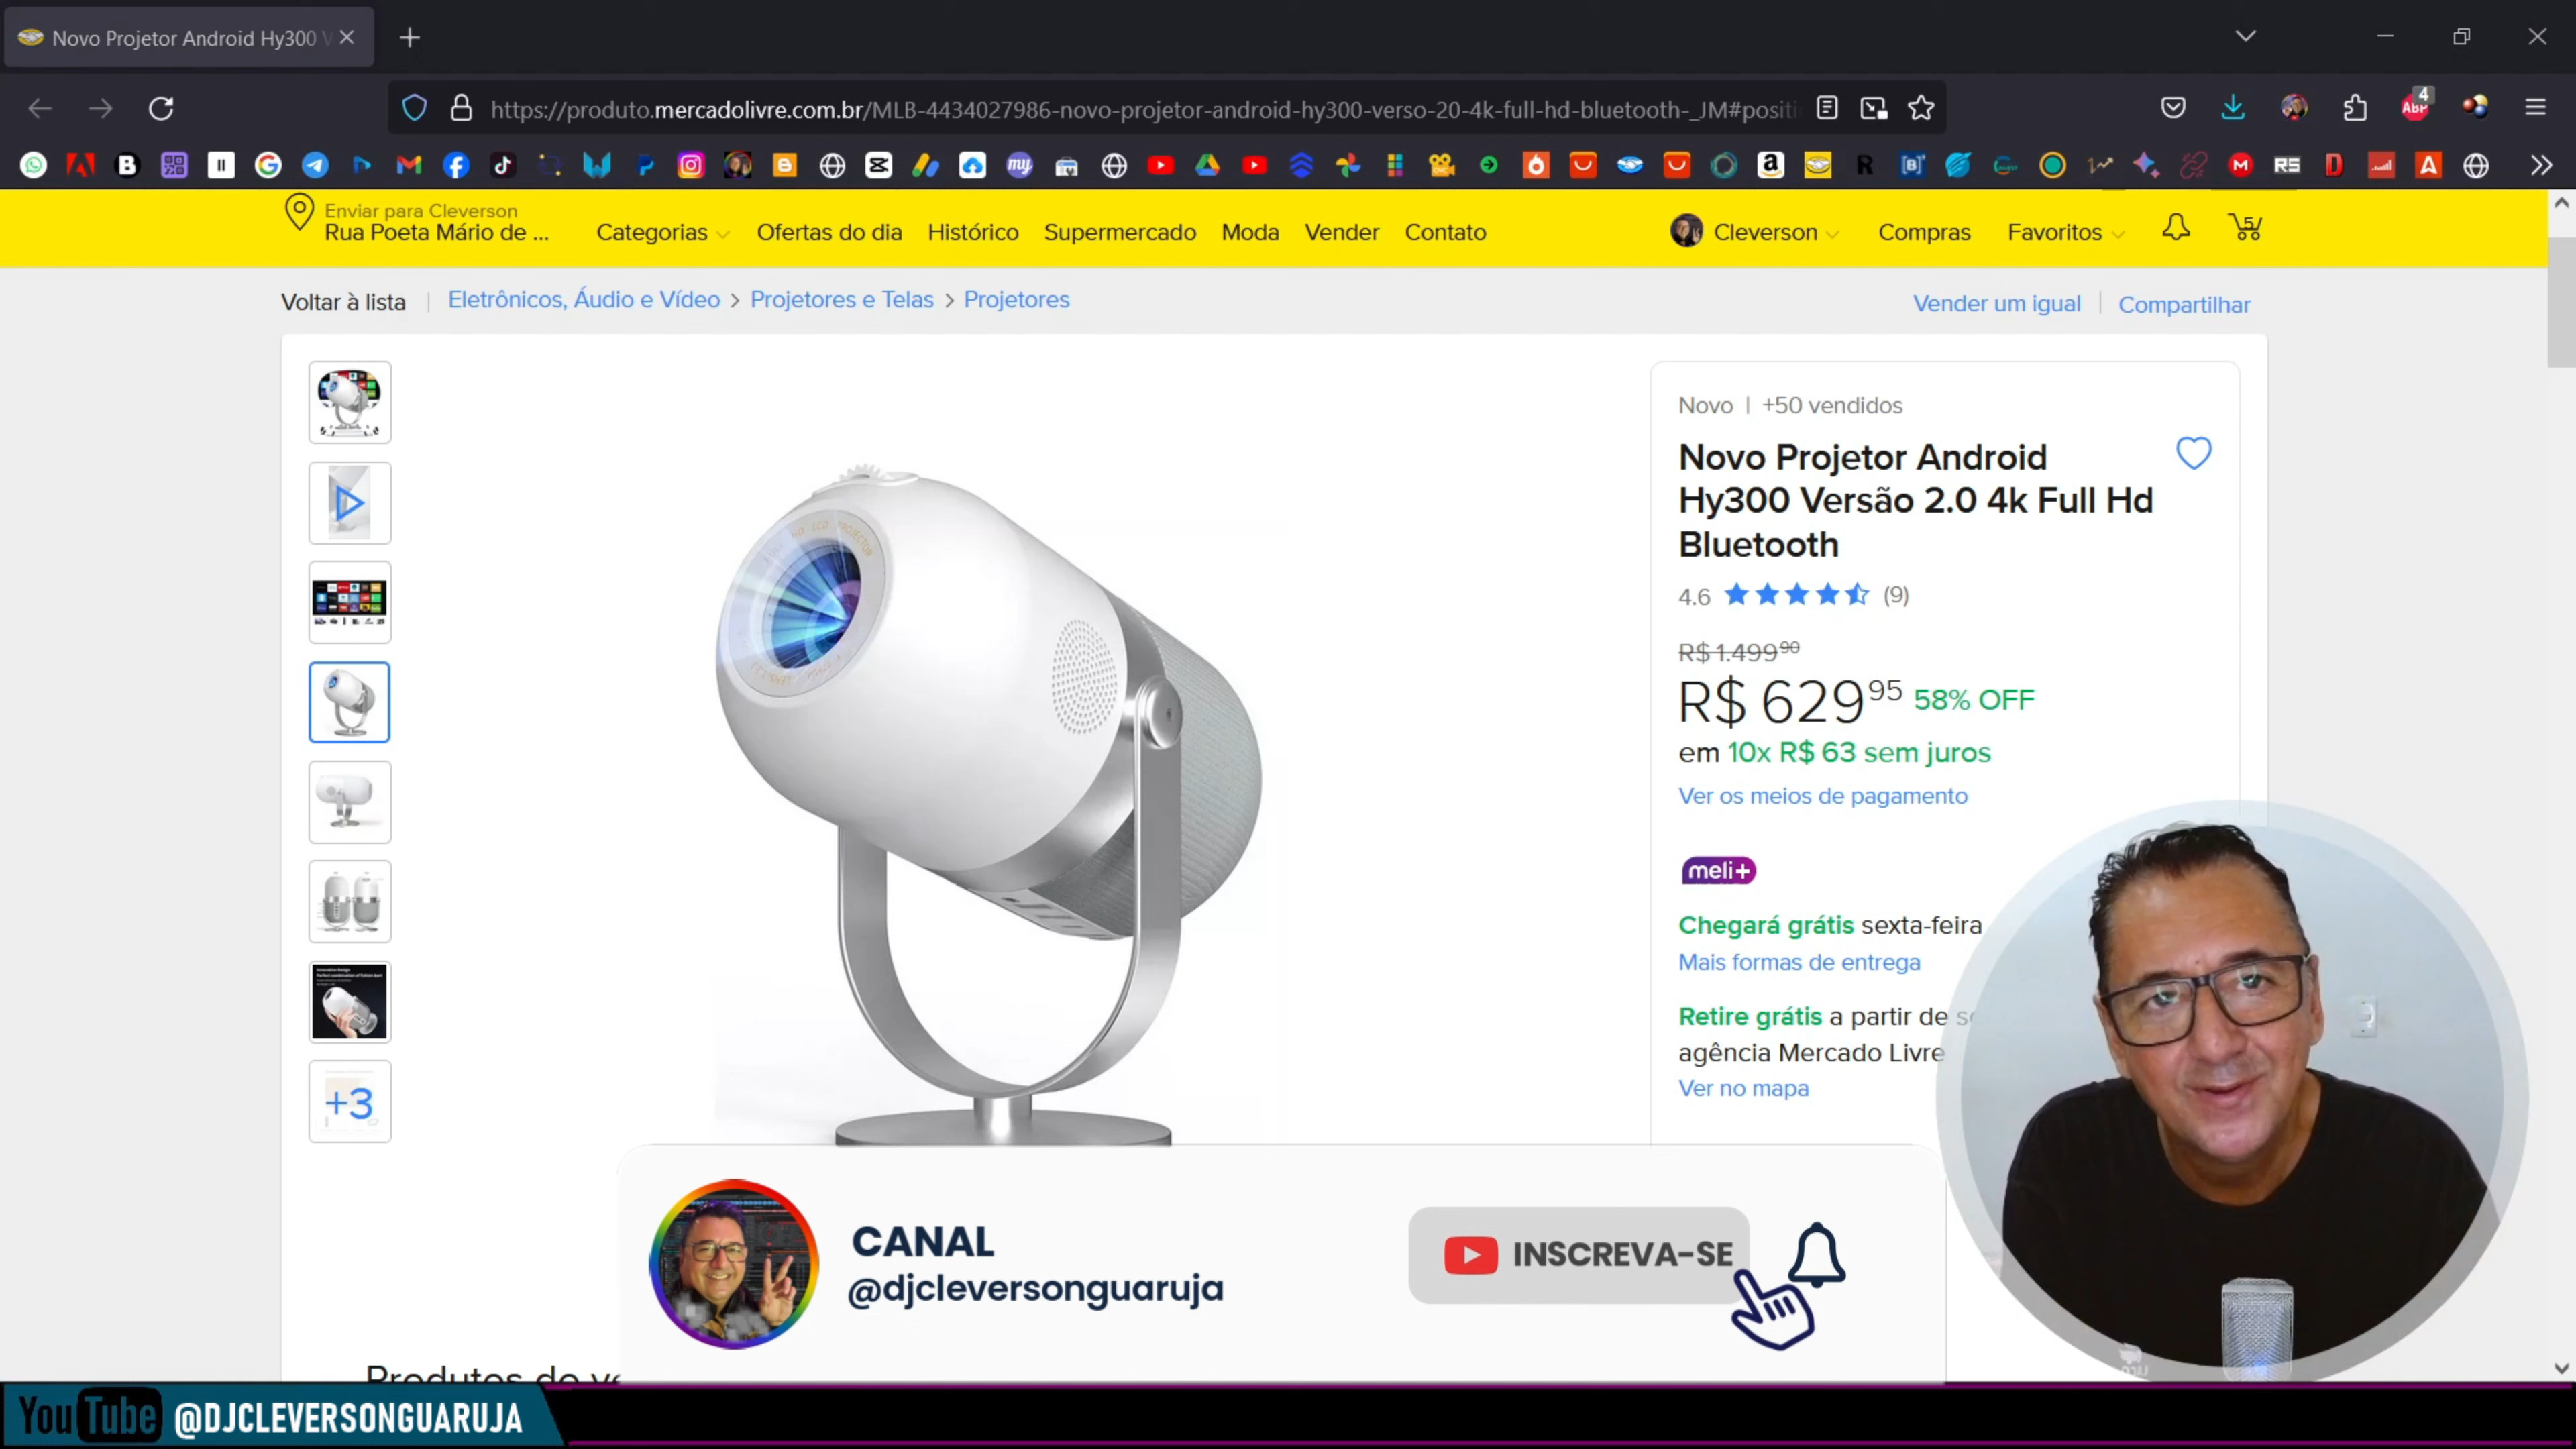 Novo Projetor Android Hy300 V
https://produto.mercadolivre.com.br/MLB-4434027986-novo-projetor-android-hy300-verso-20-4k-full-hd-bluetooth-_JM#positi
4
ABP
Enviar para Cleverson
Rua Poeta Mário de ...
Categorias
Ofertas do dia
Histórico
Supermercado
Moda
Vender
Contato
Cleverson
Compras
Favoritos
5
Voltar à lista
Eletrônicos, Áudio e Vídeo
Projetores e Telas
Projetores
Vender um igual
Compartilhar
+3
Novo | +50 vendidos
Novo Projetor Android
Hy300 Versão 2.0 4k Full Hd
Bluetooth
4.6 (9)
R$ 1.499 90
R$ 629 95 58% OFF
em 10x R$ 63 sem juros
Ver os meios de pagamento
meli+
Chegará grátis sexta-feira
Mais formas de entrega
Retire grátis a partir de se
agência Mercado Livre
Ver no mapa
CANAL
@djcleversonguaruja
INSCREVA-SE
YouTube @DJCLEVERSONGUARUJA